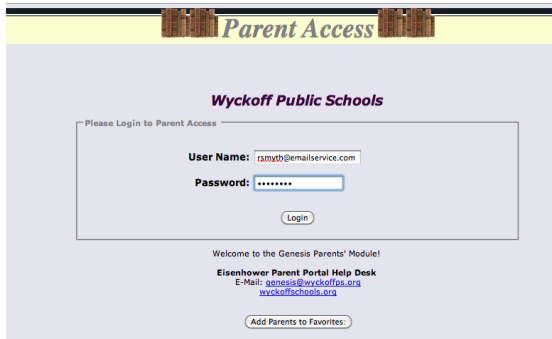 Parent Access
Wyckoff Public Schools
Please Login to Parent Access
User Name: rsmyth@emailservice.com
Password: ••••••••
Login
Welcome to the Genesis Parents' Module!
Eisenhower Parent Portal Help Desk
E-Mail: genesis@wyckoffps.org
wyckoffschools.org
Add Parents to Favorites: